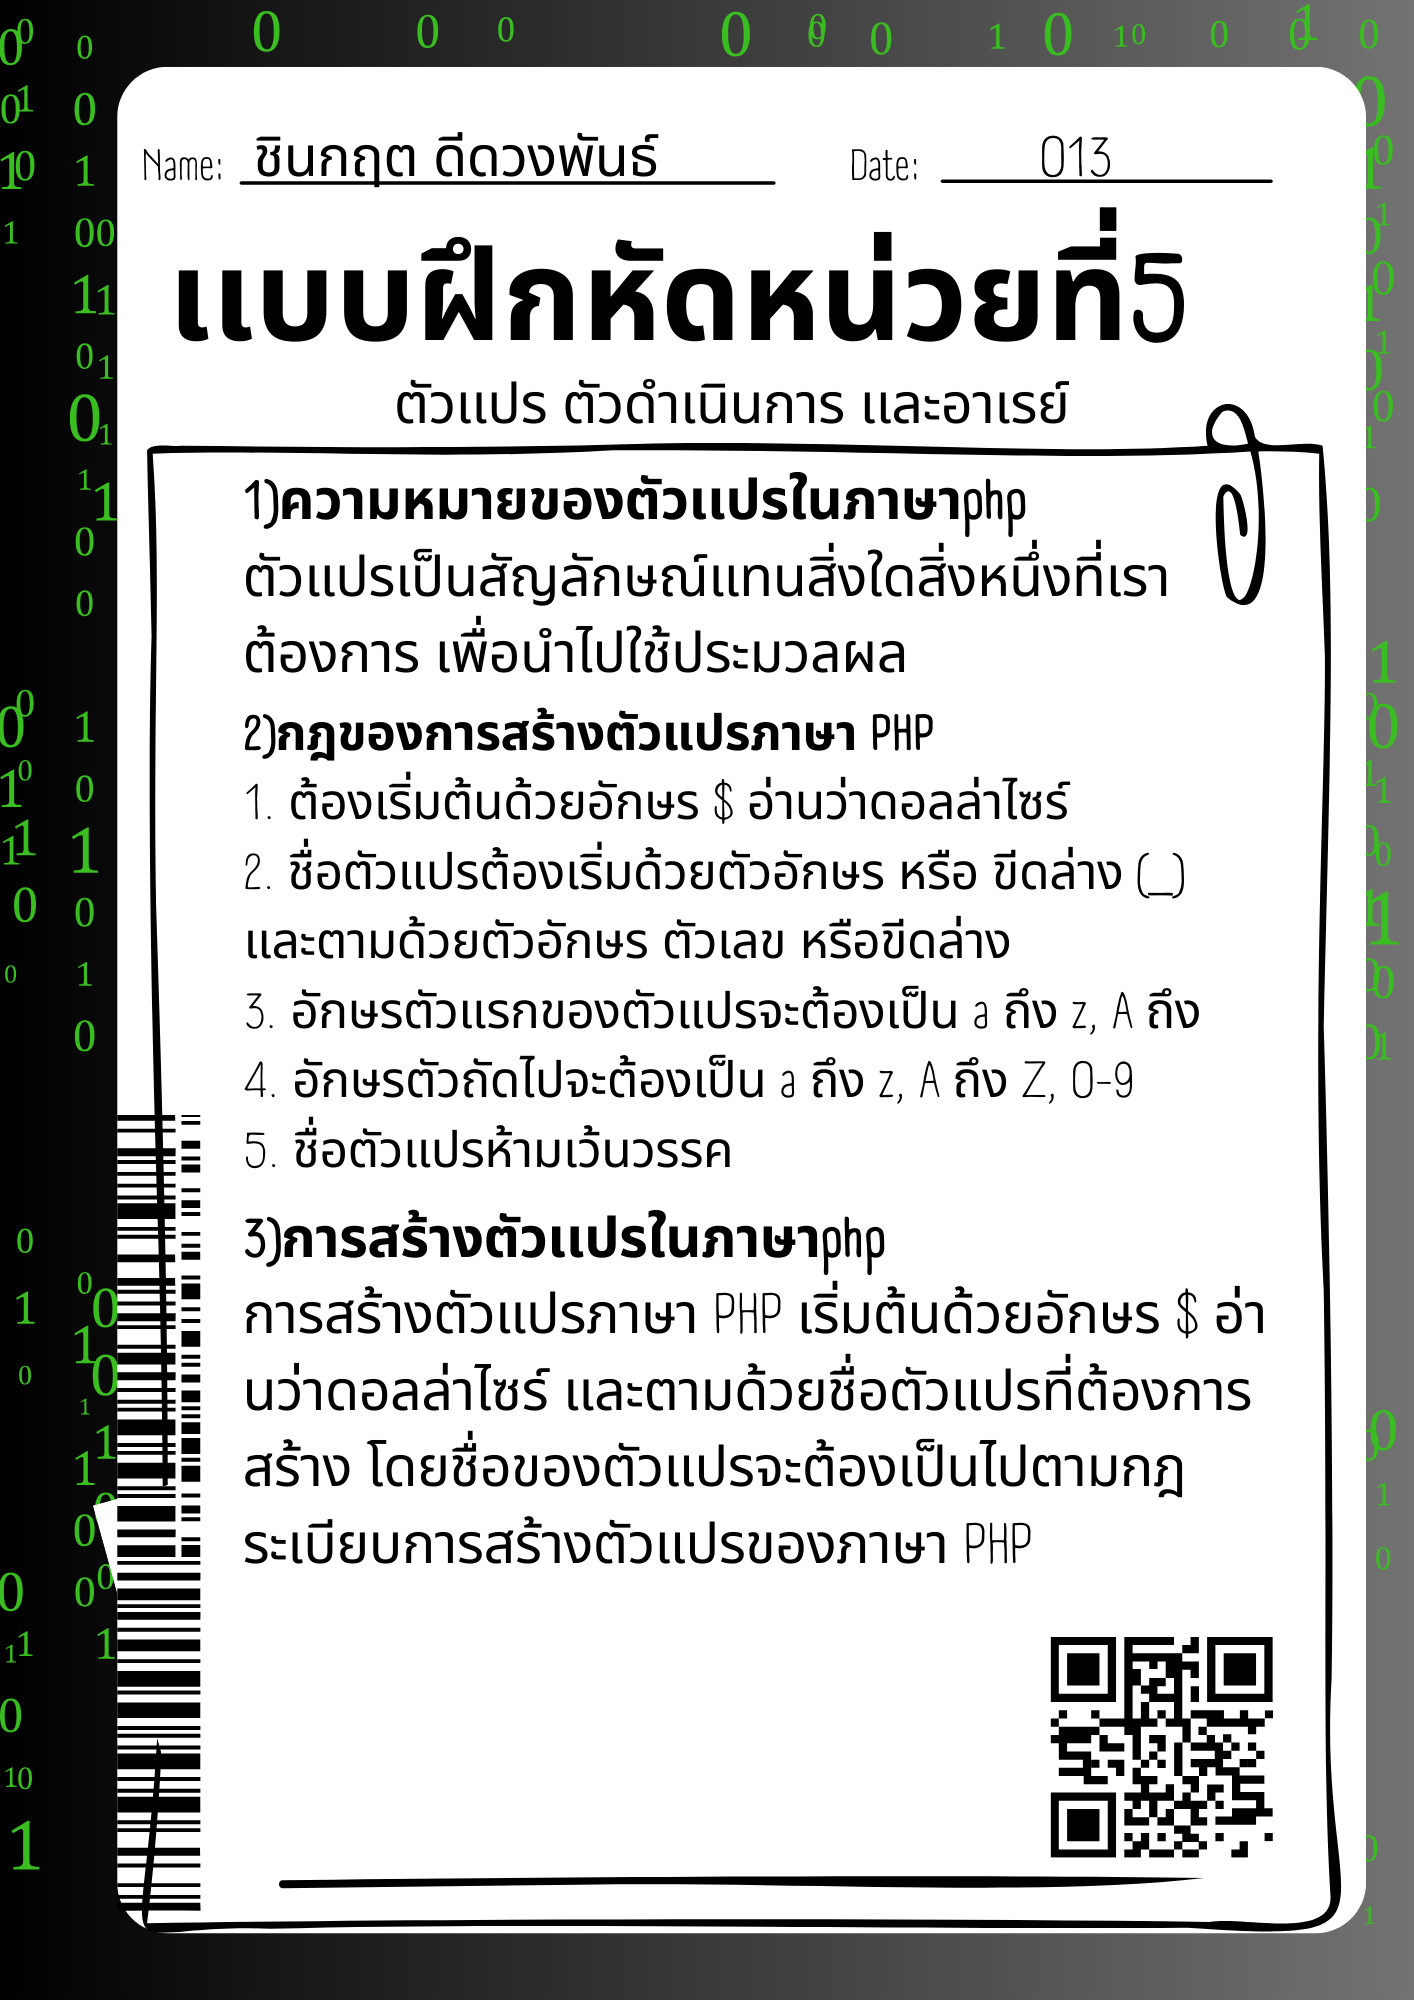 Name: ชินกฤต ดีดวงพันธ์ Date: 013
แบบฝึกหัดหน่วยที่5
ตัวแปร ตัวดำเนินการ และอาเรย์
1)ความหมายของตัวแปรในภาษาphp
ตัวแปรเป็นสัญลักษณ์แทนสิ่งใดสิ่งหนึ่งที่เรา
ต้องการ เพื่อนำไปใช้ประมวลผล
2)กฎของการสร้างตัวแปรภาษา PHP
1. ต้องเริ่มต้นด้วยอักษร $ อ่านว่าดอลล่าไซร์
2. ชื่อตัวแปรต้องเริ่มด้วยตัวอักษร หรือ ขีดล่าง (_)
และตามด้วยตัวอักษร ตัวเลข หรือขีดล่าง
3. อักษรตัวแรกของตัวแปรจะต้องเป็น a ถึง z, A ถึง
4. อักษรตัวถัดไปจะต้องเป็น a ถึง z, A ถึง Z, 0-9
5. ชื่อตัวแปรห้ามเว้นวรรค
3)การสร้างตัวแปรในภาษาphp
การสร้างตัวแปรภาษา PHP เริ่มต้นด้วยอักษร $ อ่า
นว่าดอลล่าไซร์ และตามด้วยชื่อตัวแปรที่ต้องการ
สร้าง โดยชื่อของตัวแปรจะต้องเป็นไปตามกฎ
ระเบียบการสร้างตัวแปรของภาษา PHP